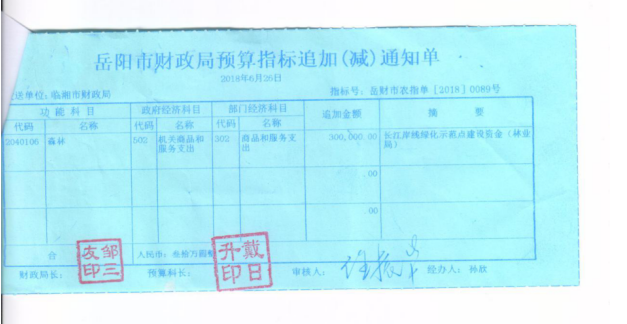 岳阳市财政局预算指标追加(减)通知单
2018年6月26日
送单位：临湘市财政局 指标号：岳财市农指单［2018］0089号
功能科目 政府经济科目 部门经济科目 追加金额 摘 要
代码 名称 代码 名称 代码 名称
2040106 森林 502 机关商品和服务支出 302 商品和服务支出 300,000.00 长江岸线绿化示范点建设资金（林业局）
.00
.00
合 人民币：叁拾万圆整
财政局长： 预算科长： 审核人： 经办人：孙放
邹三友印
戴日升印